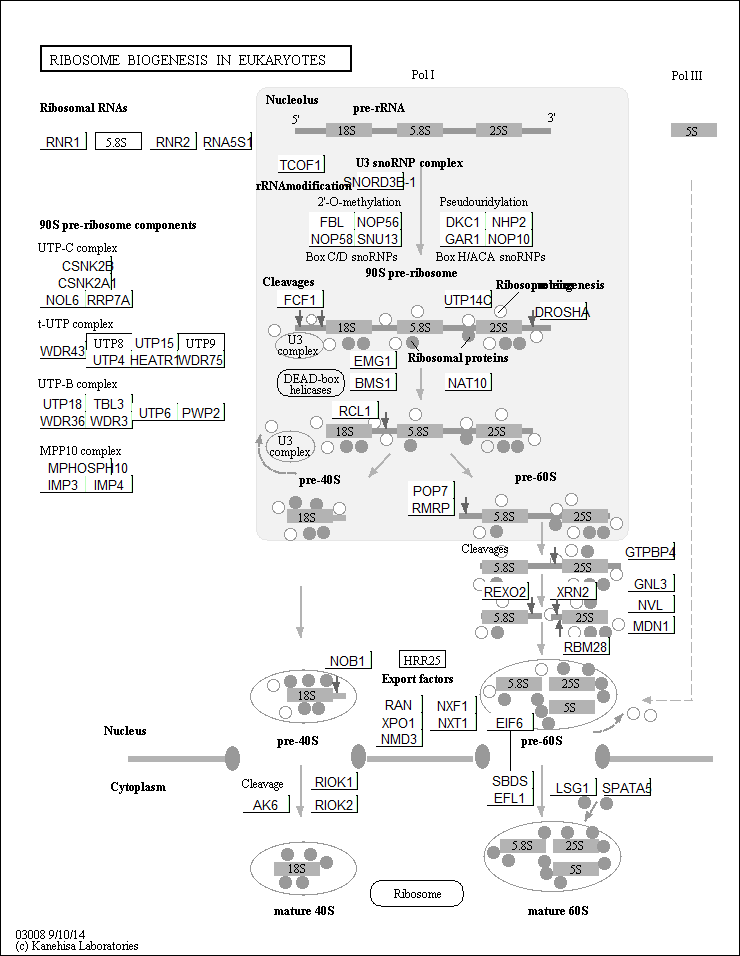 RIBOSOME BIOGENESIS IN EUKARYOTES
Pol I
Pol III
Ribosomal RNAs
Nucleolus
pre-rRNA
5'
3'
18S
5.8S
25S
5S
RNR1
5.8S
RNR2
RNA5S1
TCOF1
U3 snoRNP complex
rRNA modification
SNORD3B-1
2'-O-methylation
Pseudouridylation
FBL
NOP56
DKC1
NHP2
NOP58
SNU13
GAR1
NOP10
Box C/D snoRNPs
Box H/ACA snoRNPs
90S pre-ribosome components
UTP-C complex
CSNK2B
CSNK2A1
NOL6
RRP7A
90S pre-ribosome
Cleavages
FCF1
UTP14C
DROSHA
18S
5.8S
25S
U3
complex
Ribosomal proteins
EMG1
DEAD-box
helicases
BMS1
NAT10
t-UTP complex
WDR43
UTP8
UTP15
UTP9
UTP4
HEATR1
WDR75
UTP-B complex
UTP18
TBL3
UTP6
PWP2
WDR36
WDR3
RCL1
18S
5.8S
25S
U3
complex
MPP10 complex
MPHOSPH10
IMP3
IMP4
pre-40S
pre-60S
POP7
RMRP
18S
5.8S
25S
Cleavages
GTPBP4
5.8S
25S
REXO2
XRN2
GNL3
NVL
5.8S
25S
MDN1
RBM28
NOB1
HRR25
18S
Export factors
5.8S
25S
5S
RAN
NXF1
XPO1
NXT1
EIF6
NMD3
Nucleus
pre-40S
pre-60S
Cytoplasm
Cleavage
AK6
RIOK1
RIOK2
SBDS
EFL1
LSG1
SPATA5
18S
5.8S
25S
5S
Ribosome
mature 40S
mature 60S
03008 9/10/14
(c) Kanehisa Laboratories